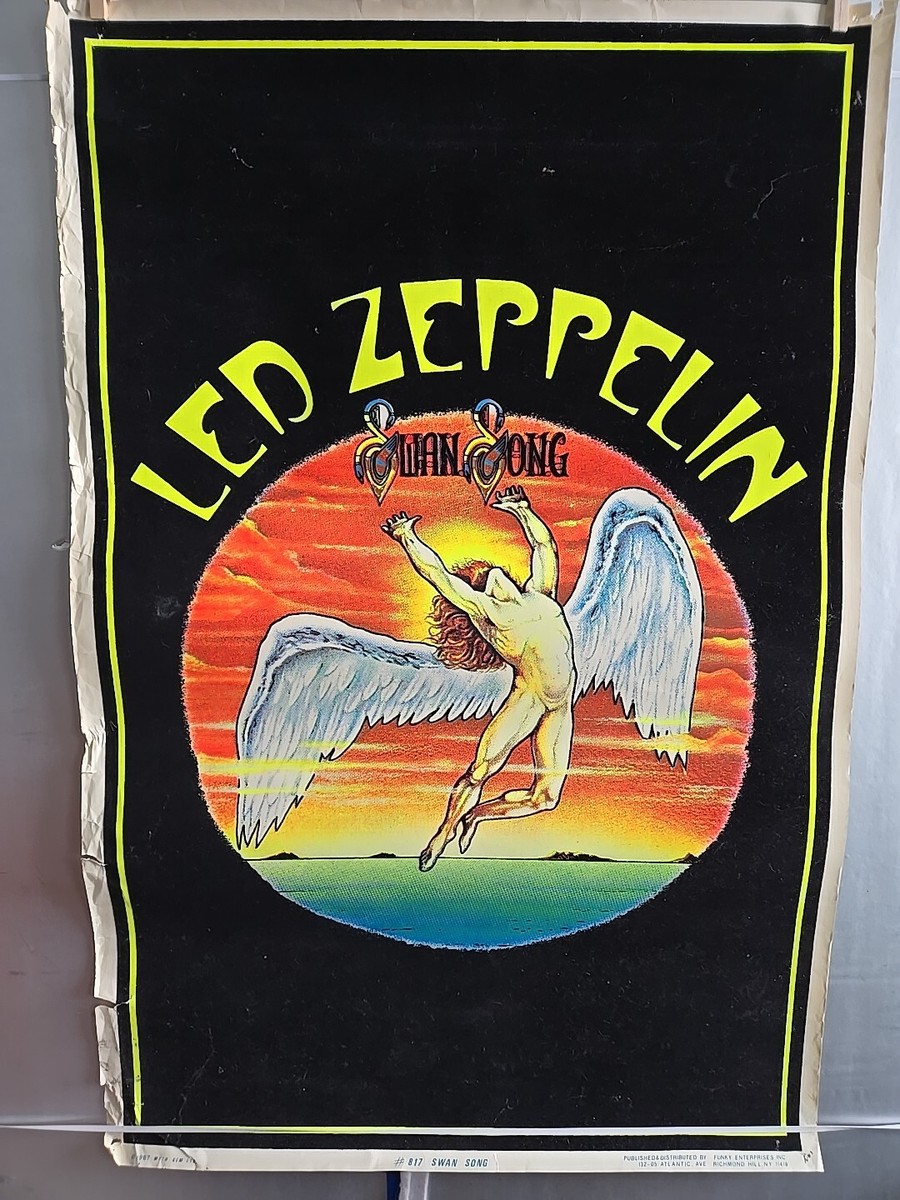 LED ZEPPELIN
SWAN SONG
# 817 SWAN SONG
PUBLISHED & DISTRIBUTED BY FUNKY ENTERPRISES INC
132-05 ATLANTIC AVE RICHMOND HILL, NY 11418